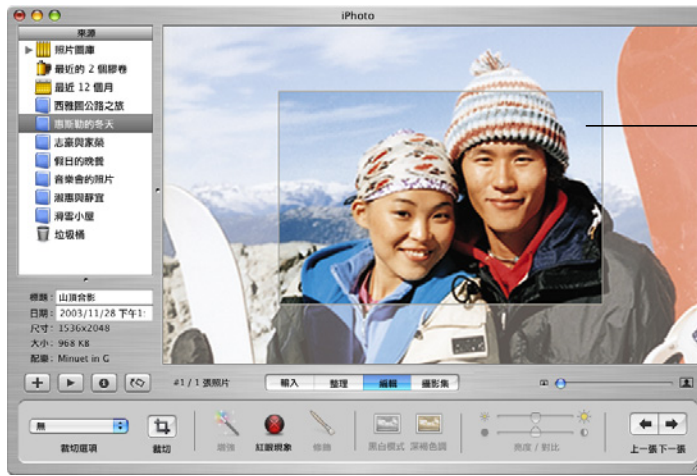 iPhoto
來源
照片圖庫
最近的 2 個膠卷
最近 12 個月
西雅圖公路之旅
惠斯勒的冬天
志豪與家榮
假日的晚餐
音樂會的照片
淑惠與靜宜
滑雪小屋
垃圾桶
標題：山頂合影
日期：2003/11/28 下午1:
尺寸：1536x2048
大小：968 KB
配樂：Minuet in G
#1 / 1 張照片
輸入 整理 編輯 攝影集
無
裁切選項 裁切 增強 紅眼現象 修飾 黑白模式 深褐色調 亮度 / 對比 上一張 下一張